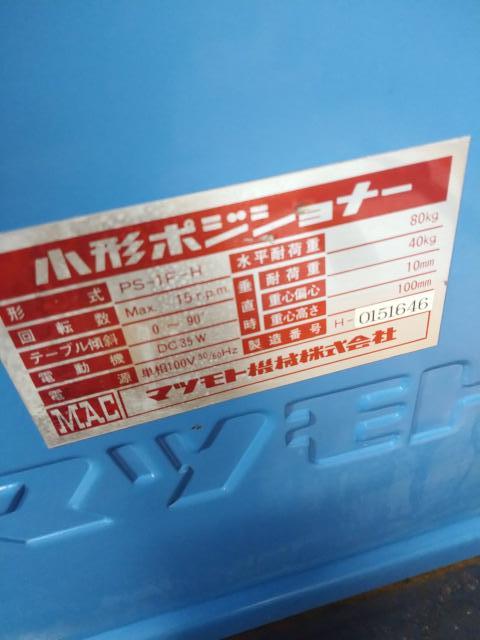 小形ポジショナー
形式 PS-1F-H
回転数 Max. 15r.p.m.
テーブル傾斜 0～90°
電動機 DC35W
電源 単相100V 50/60Hz
水平耐荷重 80kg
垂直時 耐荷重 40kg
重心偏心 10mm
重心高さ 100mm
製造番号 H-0151646
MAC マツモト機械株式会社
マツモト